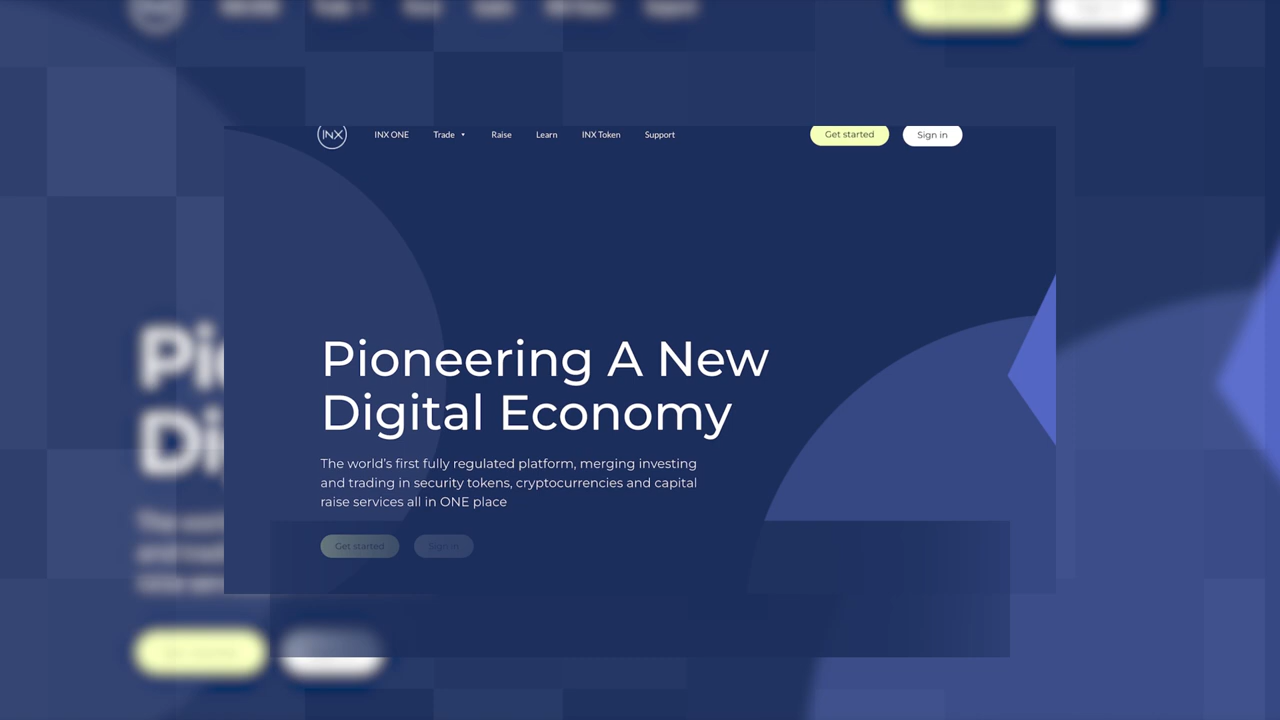 INX
INX ONE
Trade
Raise
Learn
INX Token
Support
Get started
Sign in
Pioneering A New
Digital Economy
The world's first fully regulated platform, merging investing
and trading in security tokens, cryptocurrencies and capital
raise services all in ONE place
Get started
Sign in